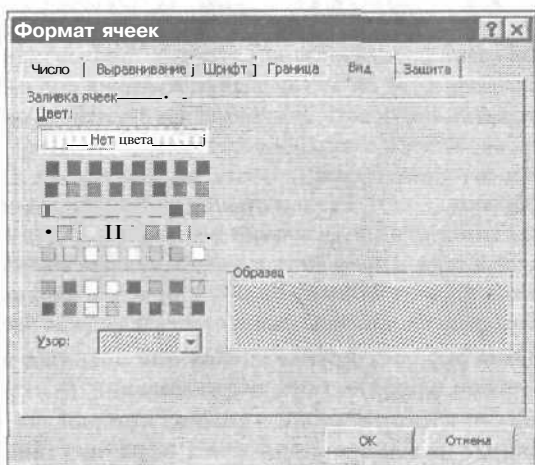 Формат ячеек
Число | Выравнивание j Шрифт ] Граница Вид Защита
Заливка ячеек
Цвет:
Нет цвета
Образец
Узор:
OK Отмена